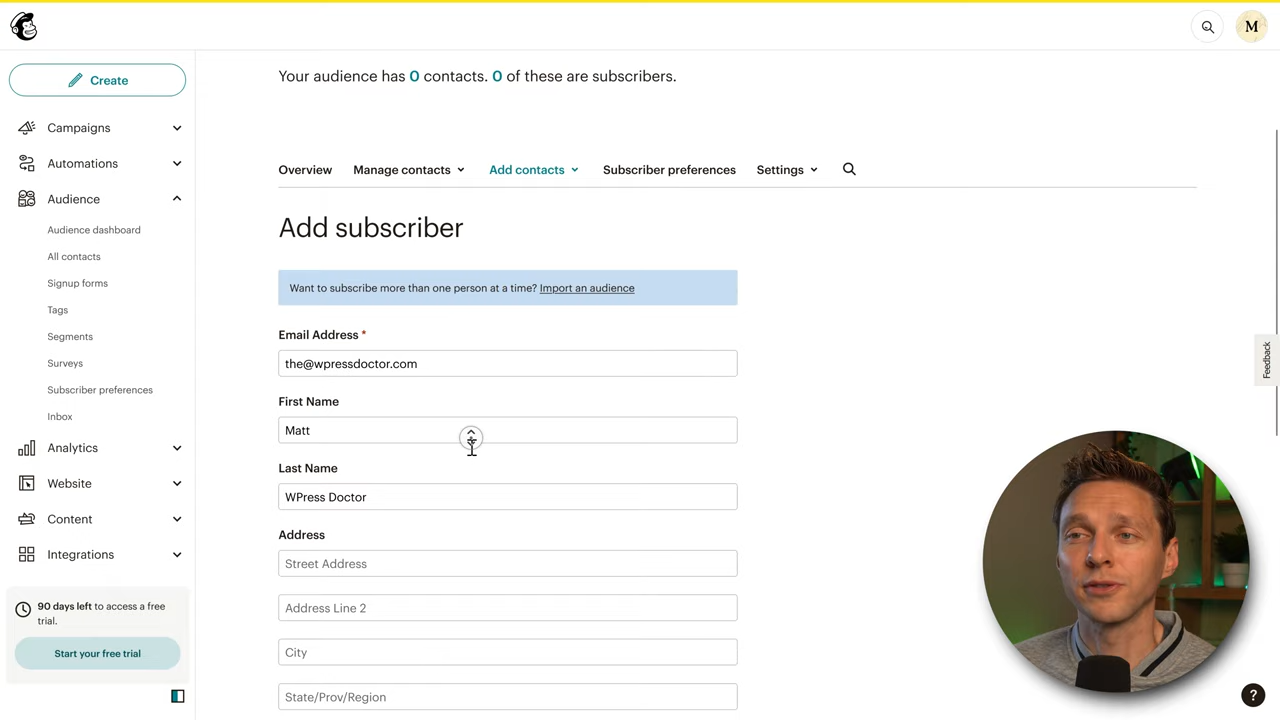 M
Create
Campaigns
Automations
Audience
Audience dashboard
All contacts
Signup forms
Tags
Segments
Surveys
Subscriber preferences
Inbox
Analytics
Website
Content
Integrations
90 days left to access a free
trial.
Start your free trial
Your audience has 0 contacts. 0 of these are subscribers.
Overview Manage contacts Add contacts Subscriber preferences Settings
Add subscriber
Want to subscribe more than one person at a time? Import an audience
Email Address *
the@wpressdoctor.com
First Name
Matt
Last Name
WPress Doctor
Address
Street Address
Address Line 2
City
State/Prov/Region
Feedback
?